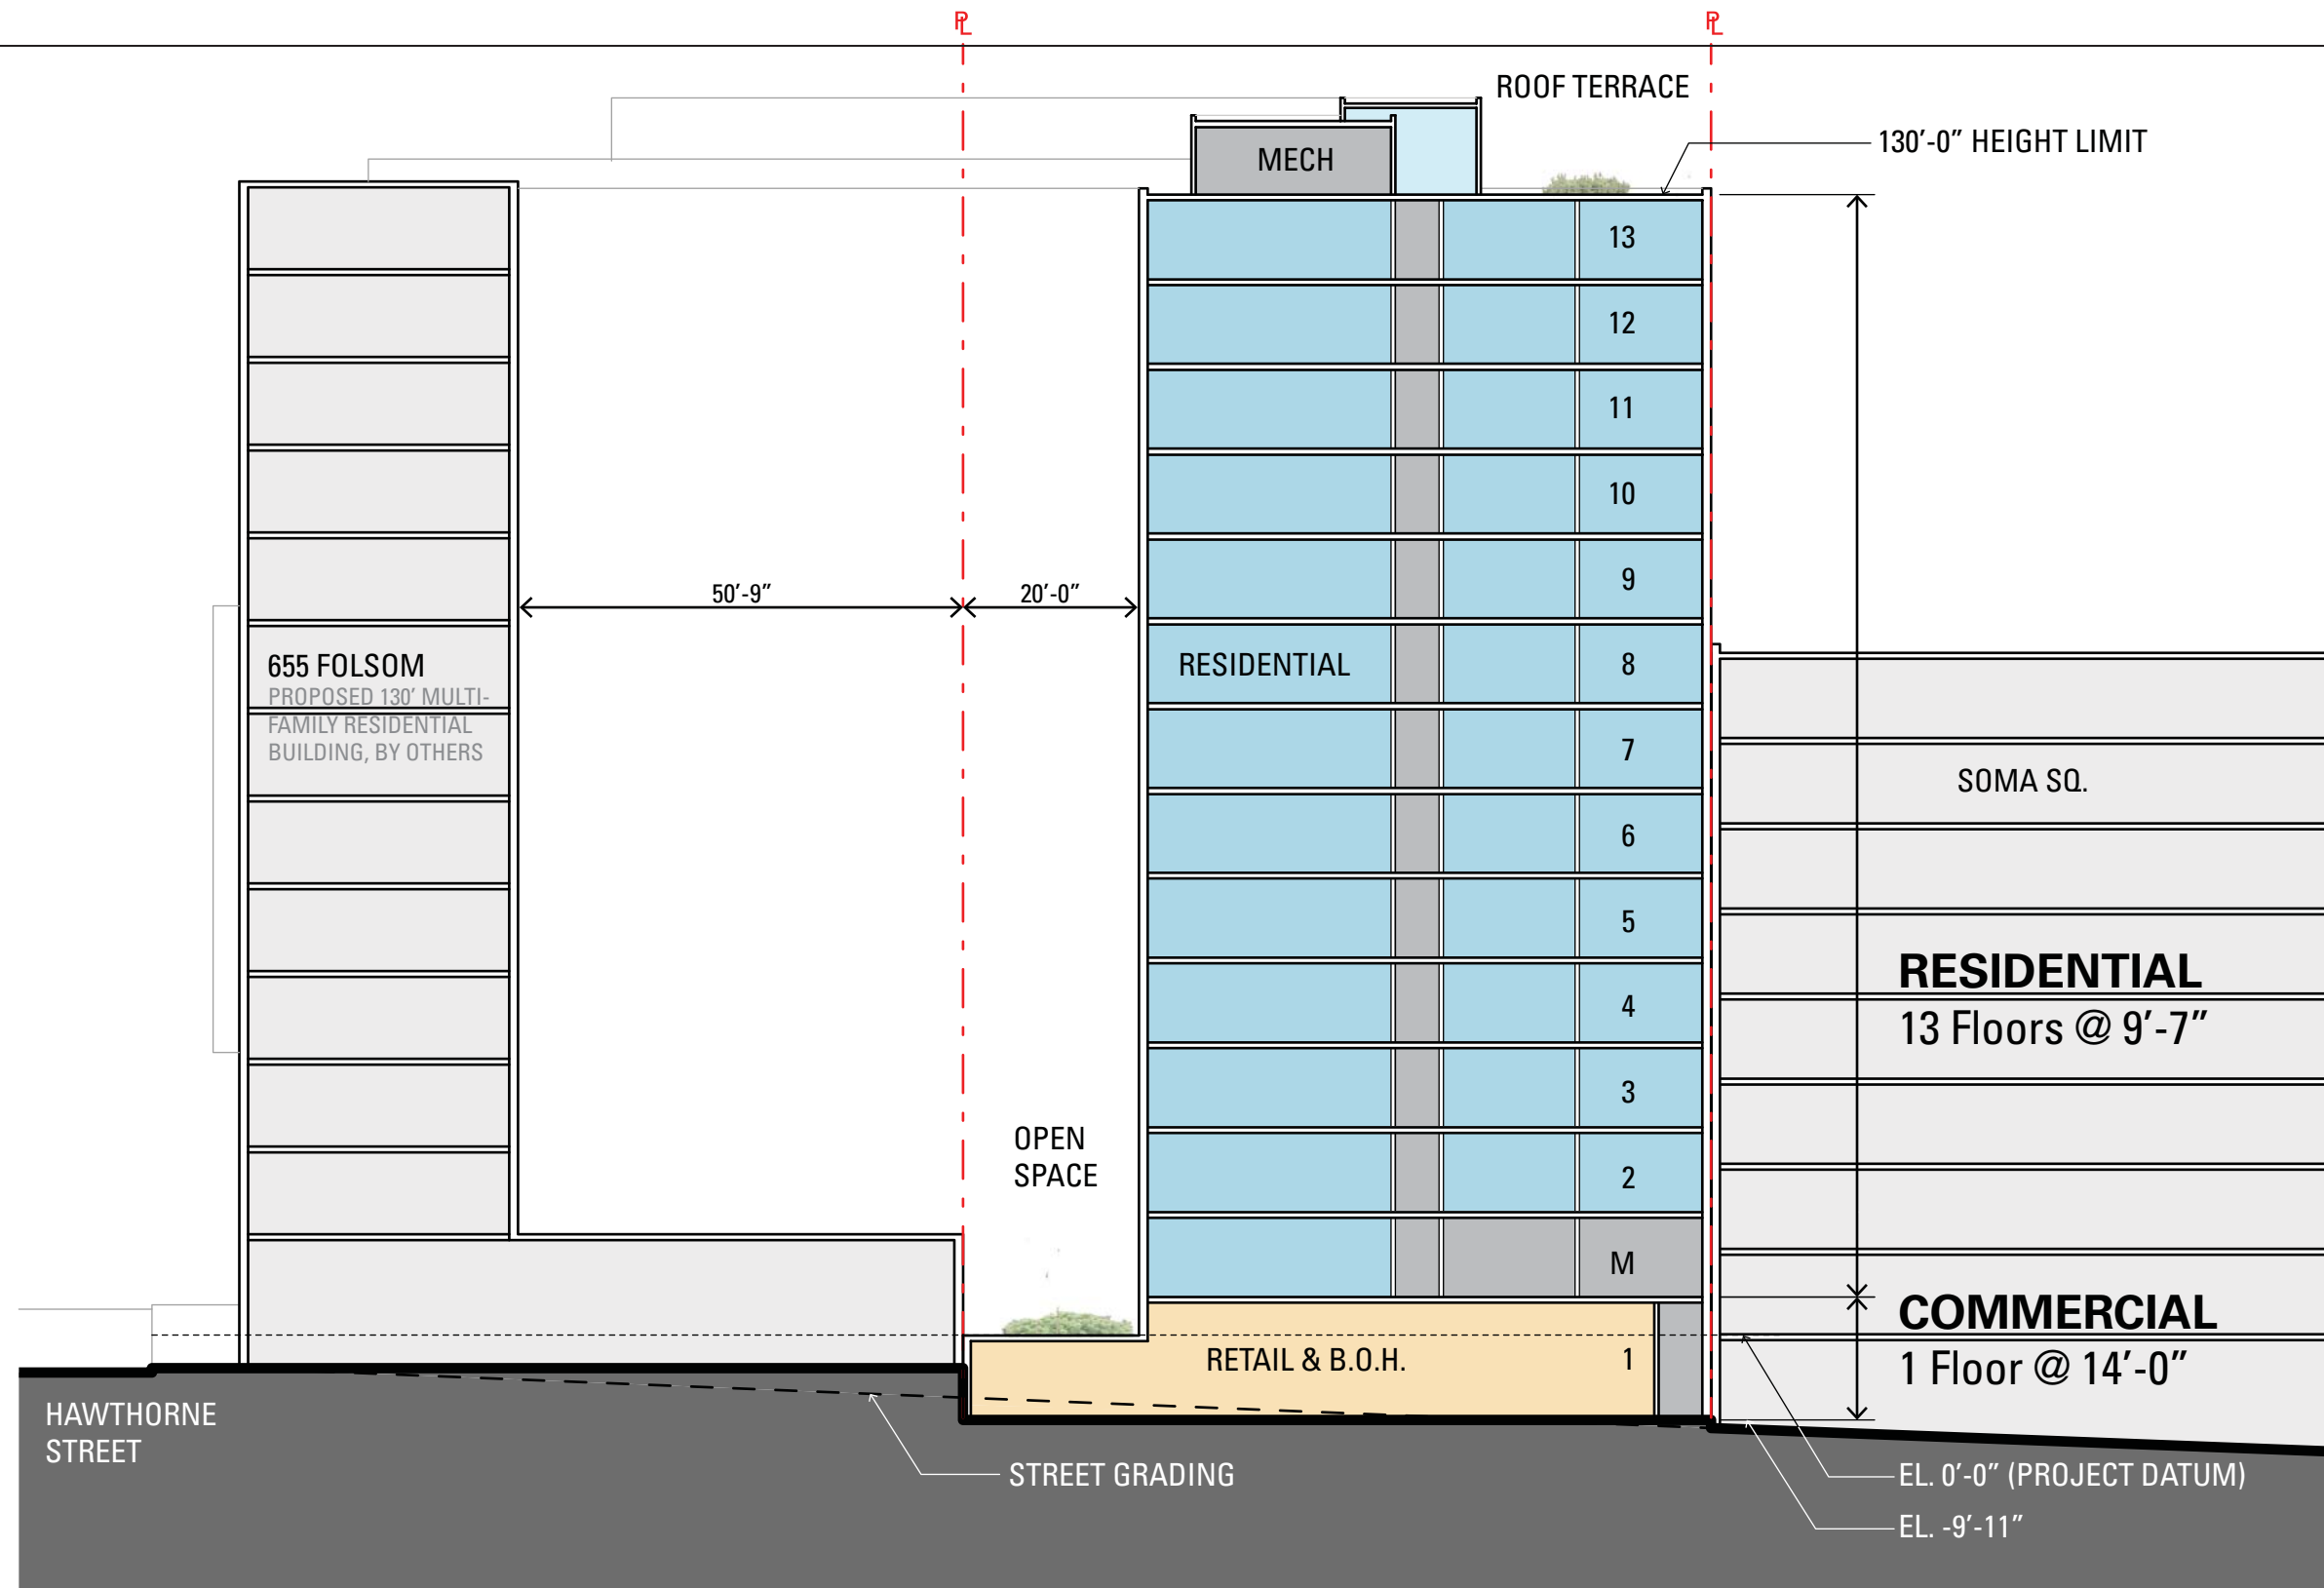 PL
PL
ROOF TERRACE
130'-0" HEIGHT LIMIT
MECH
13
12
11
10
9
50'-9"
20'-0"
655 FOLSOM
PROPOSED 130' MULTI-
FAMILY RESIDENTIAL
BUILDING, BY OTHERS
RESIDENTIAL
8
7
SOMA SQ.
6
5
RESIDENTIAL
13 Floors @ 9'-7"
4
3
OPEN
SPACE
2
M
COMMERCIAL
1 Floor @ 14'-0"
RETAIL & B.O.H.
1
HAWTHORNE
STREET
STREET GRADING
EL. 0'-0" (PROJECT DATUM)
EL. -9'-11"